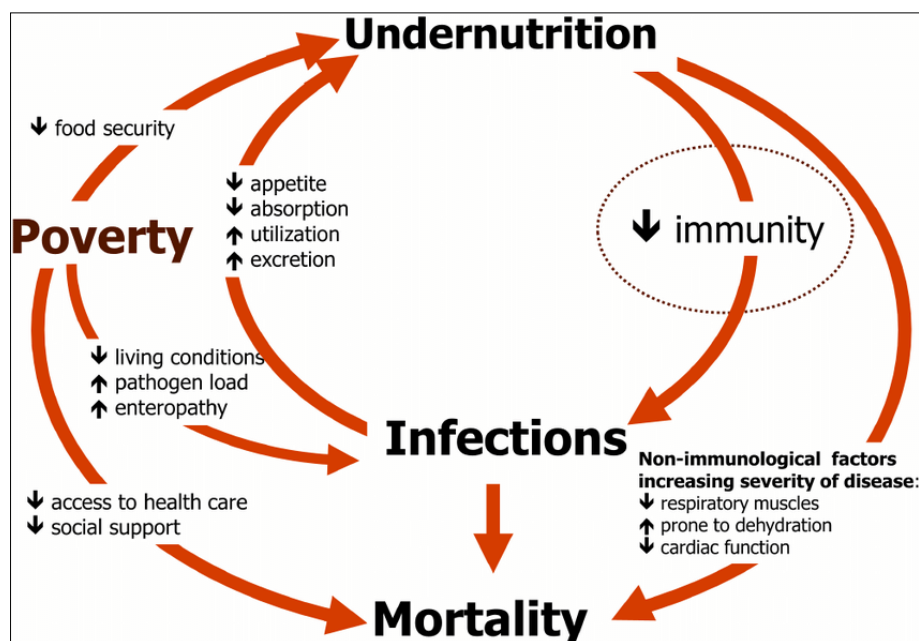 Undernutrition
↓ food security
↓ appetite
↓ absorption
↑ utilization
↑ excretion
Poverty
↓ immunity
↓ living conditions
↑ pathogen load
↑ enteropathy
Infections
Non-immunological factors
increasing severity of disease:
↓ respiratory muscles
↑ prone to dehydration
↓ cardiac function
↓ access to health care
↓ social support
Mortality